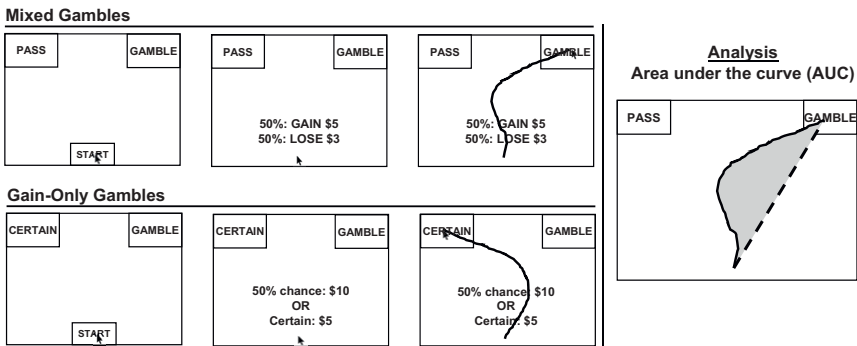 Mixed Gambles
PASS
GAMBLE
START
PASS
GAMBLE
50%: GAIN $5
50%: LOSE $3
PASS
GAMBLE
50%: GAIN $5
50%: LOSE $3
Gain-Only Gambles
CERTAIN
GAMBLE
START
CERTAIN
GAMBLE
50% chance: $10
OR
Certain: $5
CERTAIN
GAMBLE
50% chance: $10
OR
Certain: $5
Analysis
Area under the curve (AUC)
PASS
GAMBLE